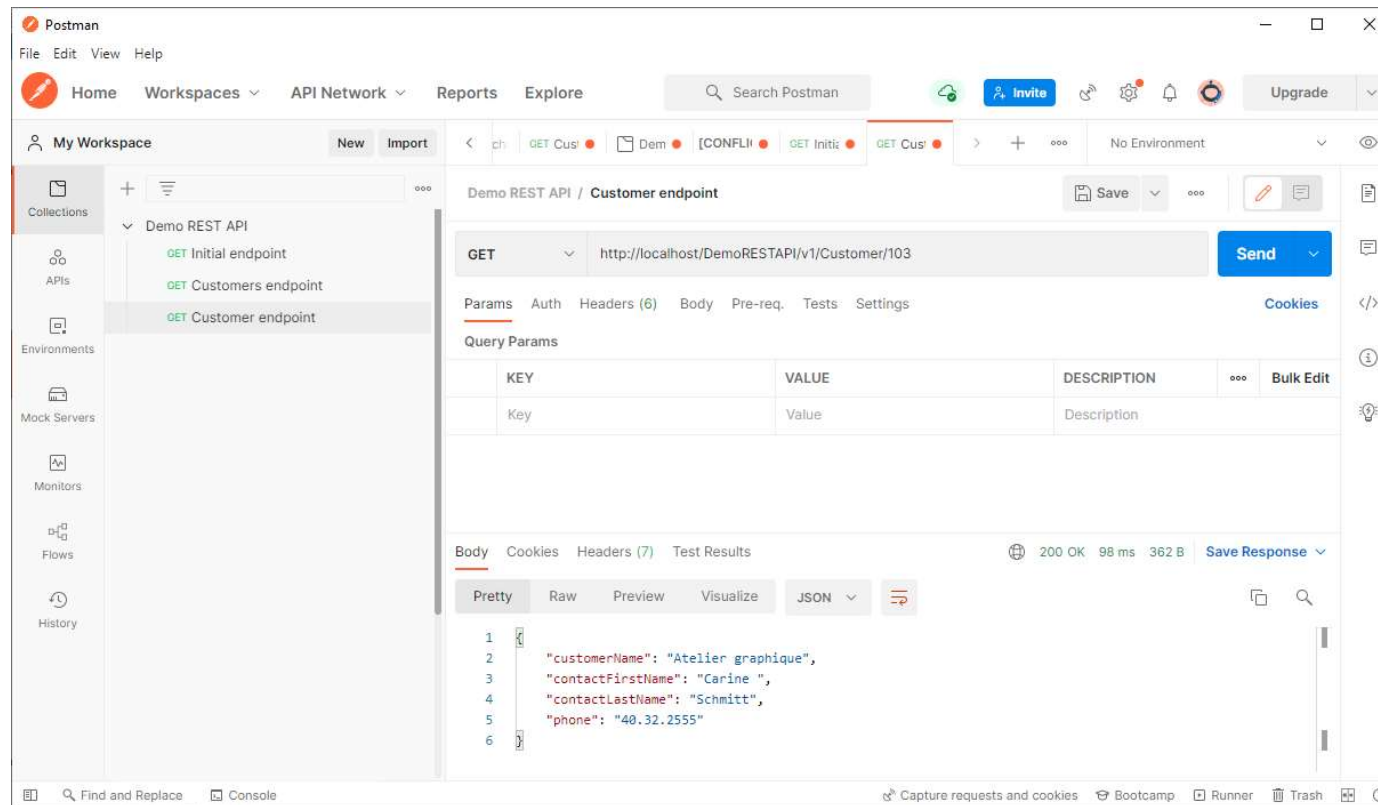 Postman
File Edit View Help
Home Workspaces API Network Reports Explore Search Postman Invite Upgrade
My Workspace New Import
GET Cus Dem [CONFLI GET Initi GET Cus No Environment
Collections
APIs
Environments
Mock Servers
Monitors
Flows
History
Demo REST API
GET Initial endpoint
GET Customers endpoint
GET Customer endpoint
Demo REST API / Customer endpoint Save
GET http://localhost/DemoRESTAPI/v1/Customer/103 Send
Params Auth Headers (6) Body Pre-req. Tests Settings Cookies
Query Params
KEY VALUE DESCRIPTION Bulk Edit
Key Value Description
Body Cookies Headers (7) Test Results 200 OK 98 ms 362 B Save Response
Pretty Raw Preview Visualize JSON
1 {
2 "customerName": "Atelier graphique",
3 "contactFirstName": "Carine ",
4 "contactLastName": "Schmitt",
5 "phone": "40.32.2555"
6 }
Find and Replace Console Capture requests and cookies Bootcamp Runner Trash